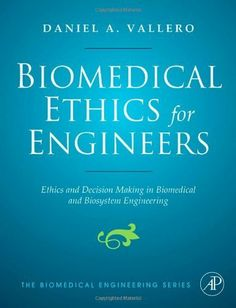 DANIEL A. VALLERO
BIOMEDICAL
ETHICS for
ENGINEERS
Ethics and Decision Making in Biomedical
and Biosystem Engineering
THE BIOMEDICAL ENGINEERING SERIES
AP